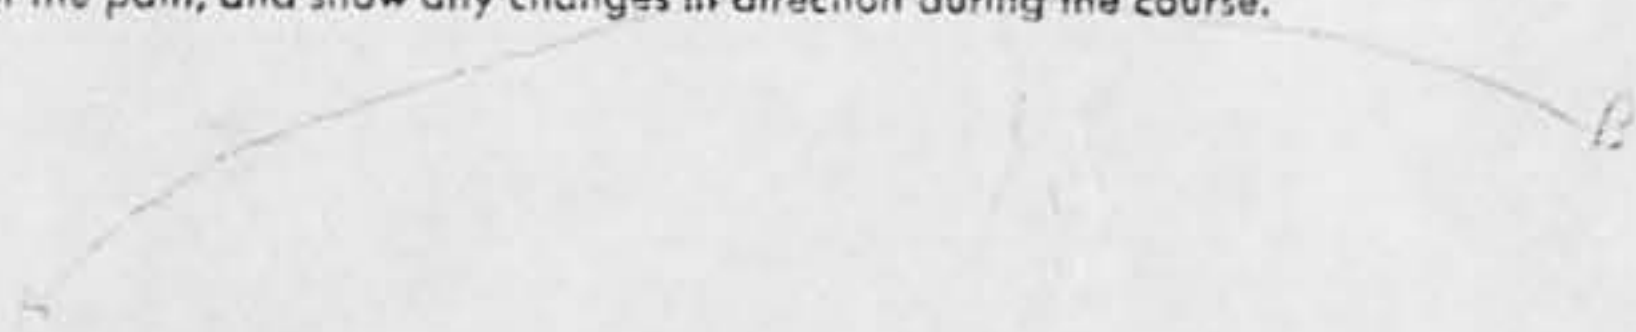 the path, and show any changes in direction during the course.
B